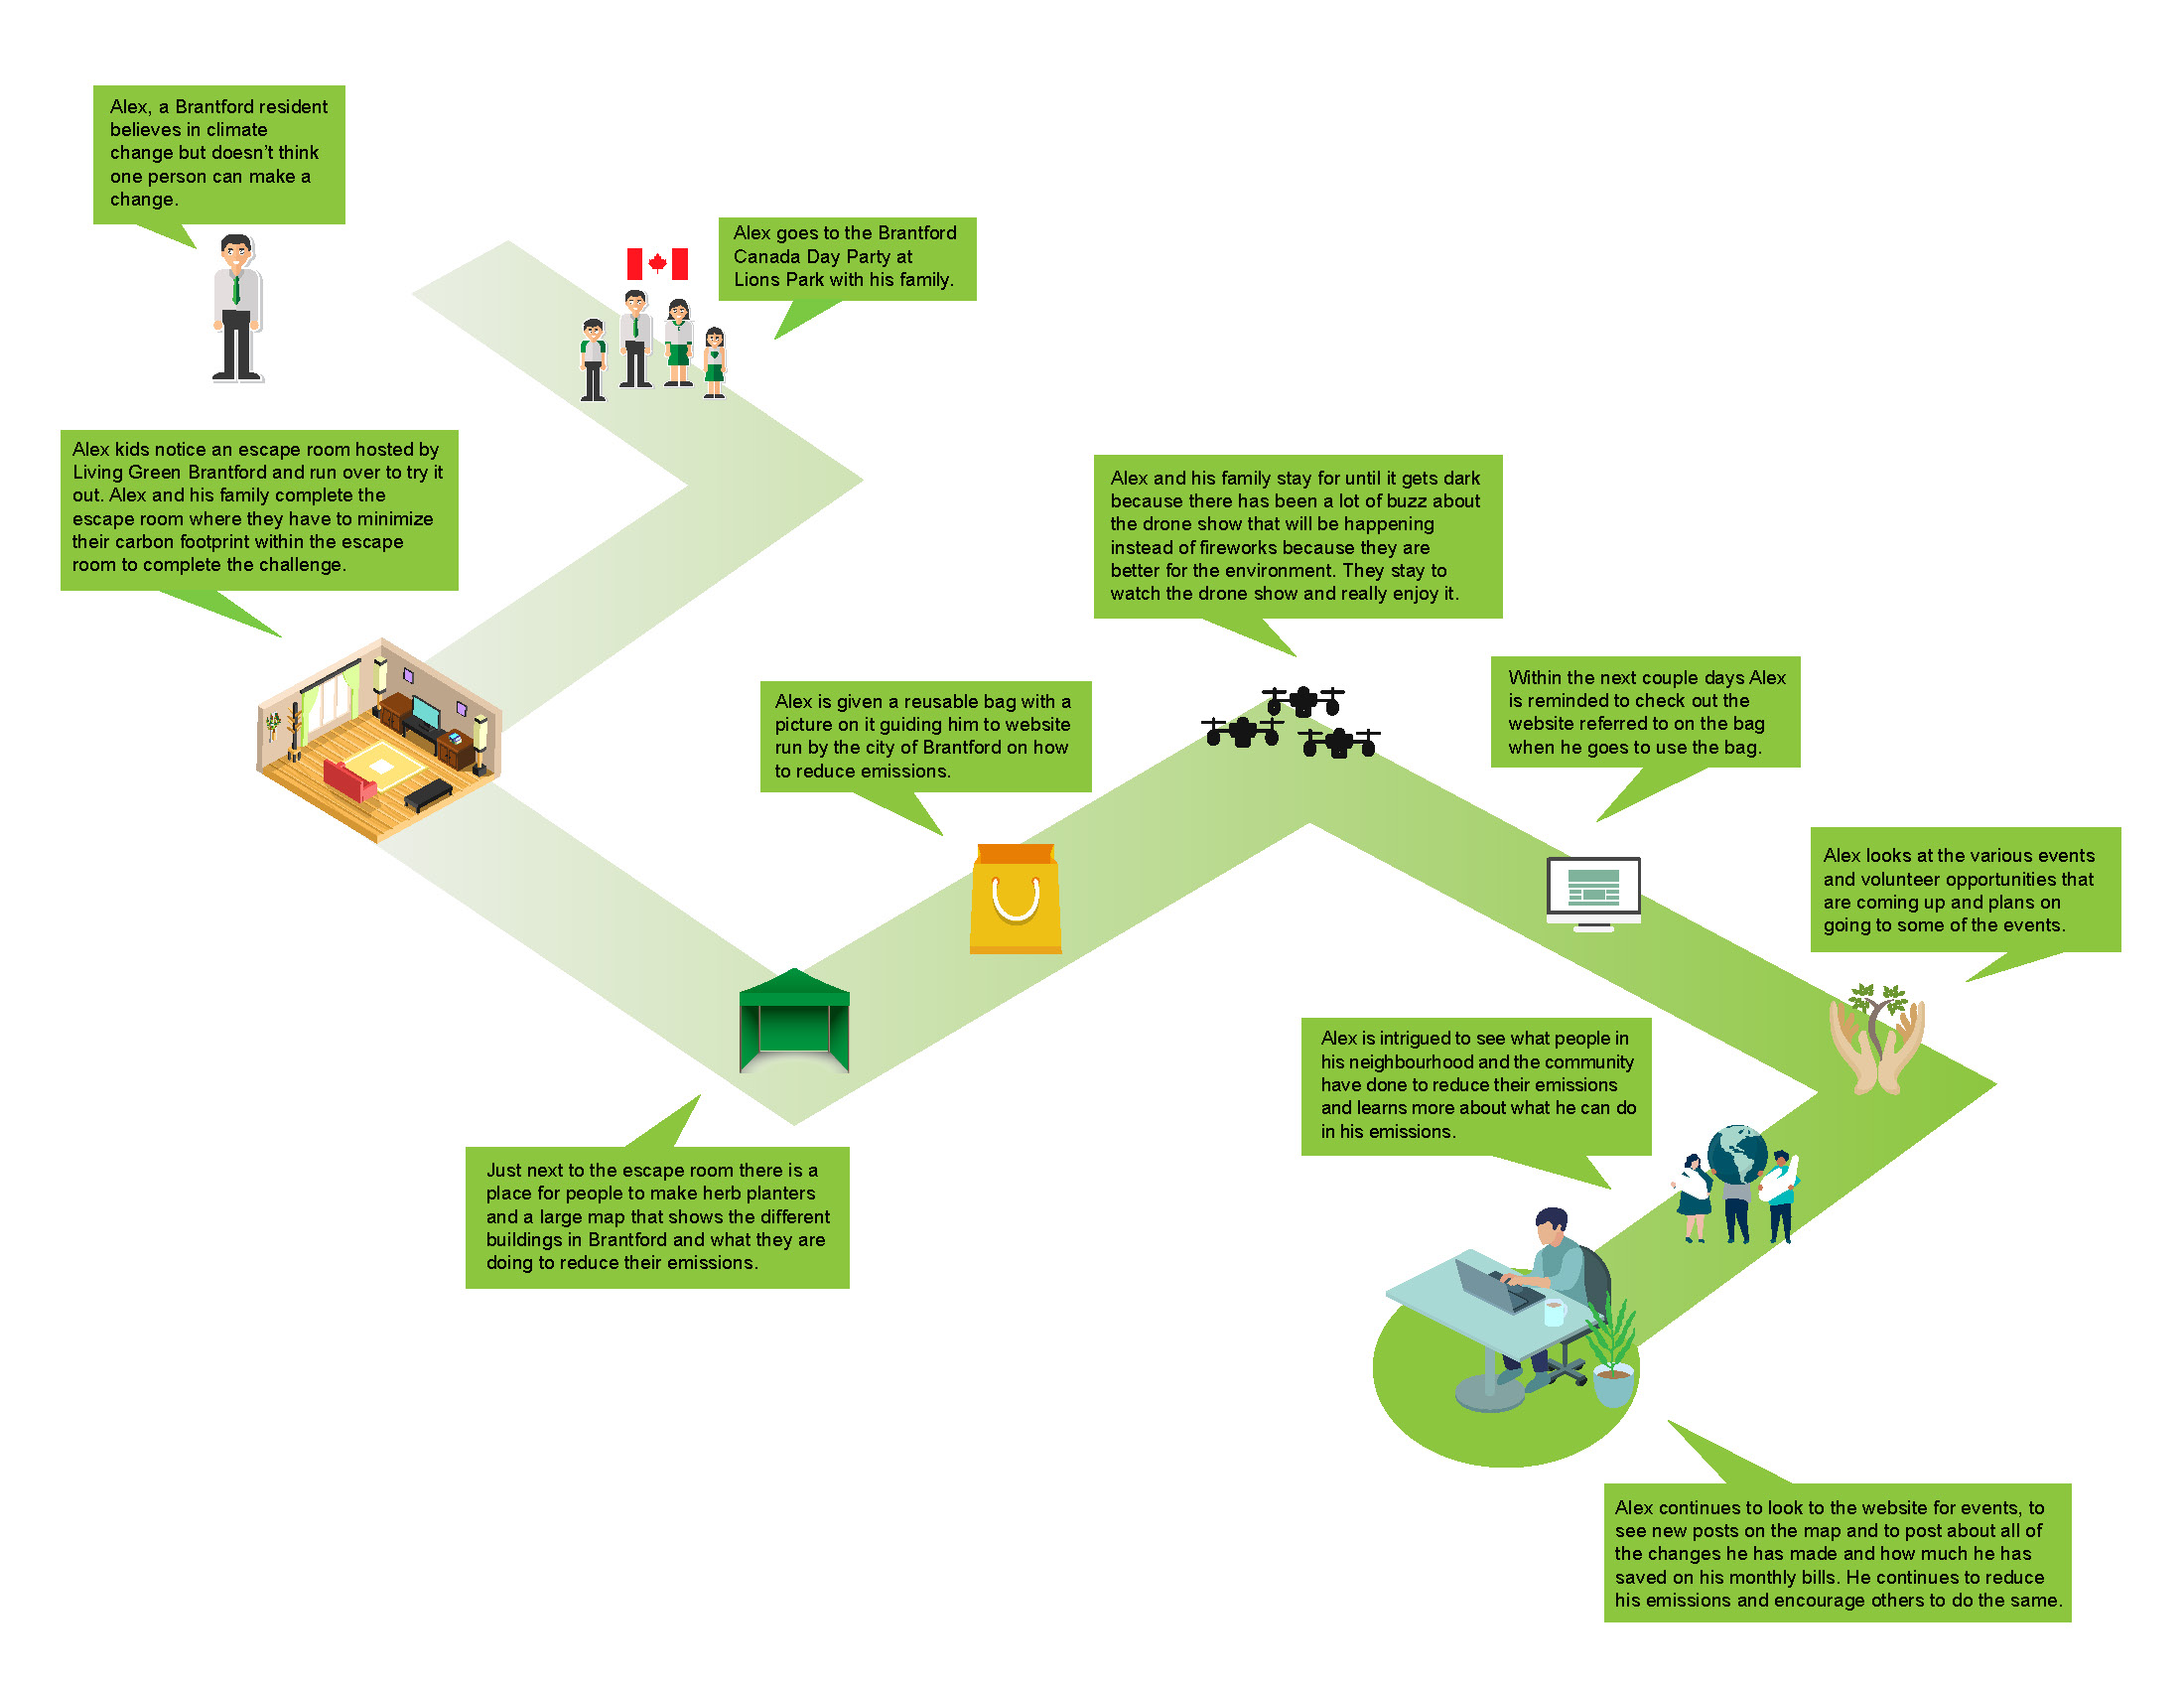 Alex, a Brantford resident
believes in climate
change but doesn’t think
one person can make a
change.
Alex goes to the Brantford
Canada Day Party at
Lions Park with his family.
Alex kids notice an escape room hosted by
Living Green Brantford and run over to try it
out. Alex and his family complete the
escape room where they have to minimize
their carbon footprint within the escape
room to complete the challenge.
Just next to the escape room there is a
place for people to make herb planters
and a large map that shows the different
buildings in Brantford and what they are
doing to reduce their emissions.
Alex is given a reusable bag with a
picture on it guiding him to website
run by the city of Brantford on how
to reduce emissions.
Alex and his family stay for until it gets dark
because there has been a lot of buzz about
the drone show that will be happening
instead of fireworks because they are
better for the environment. They stay to
watch the drone show and really enjoy it.
Within the next couple days Alex
is reminded to check out the
website referred to on the bag
when he goes to use the bag.
Alex looks at the various events
and volunteer opportunities that
are coming up and plans on
going to some of the events.
Alex is intrigued to see what people in
his neighbourhood and the community
have done to reduce their emissions
and learns more about what he can do
in his emissions.
Alex continues to look to the website for events, to
see new posts on the map and to post about all of
the changes he has made and how much he has
saved on his monthly bills. He continues to reduce
his emissions and encourage others to do the same.